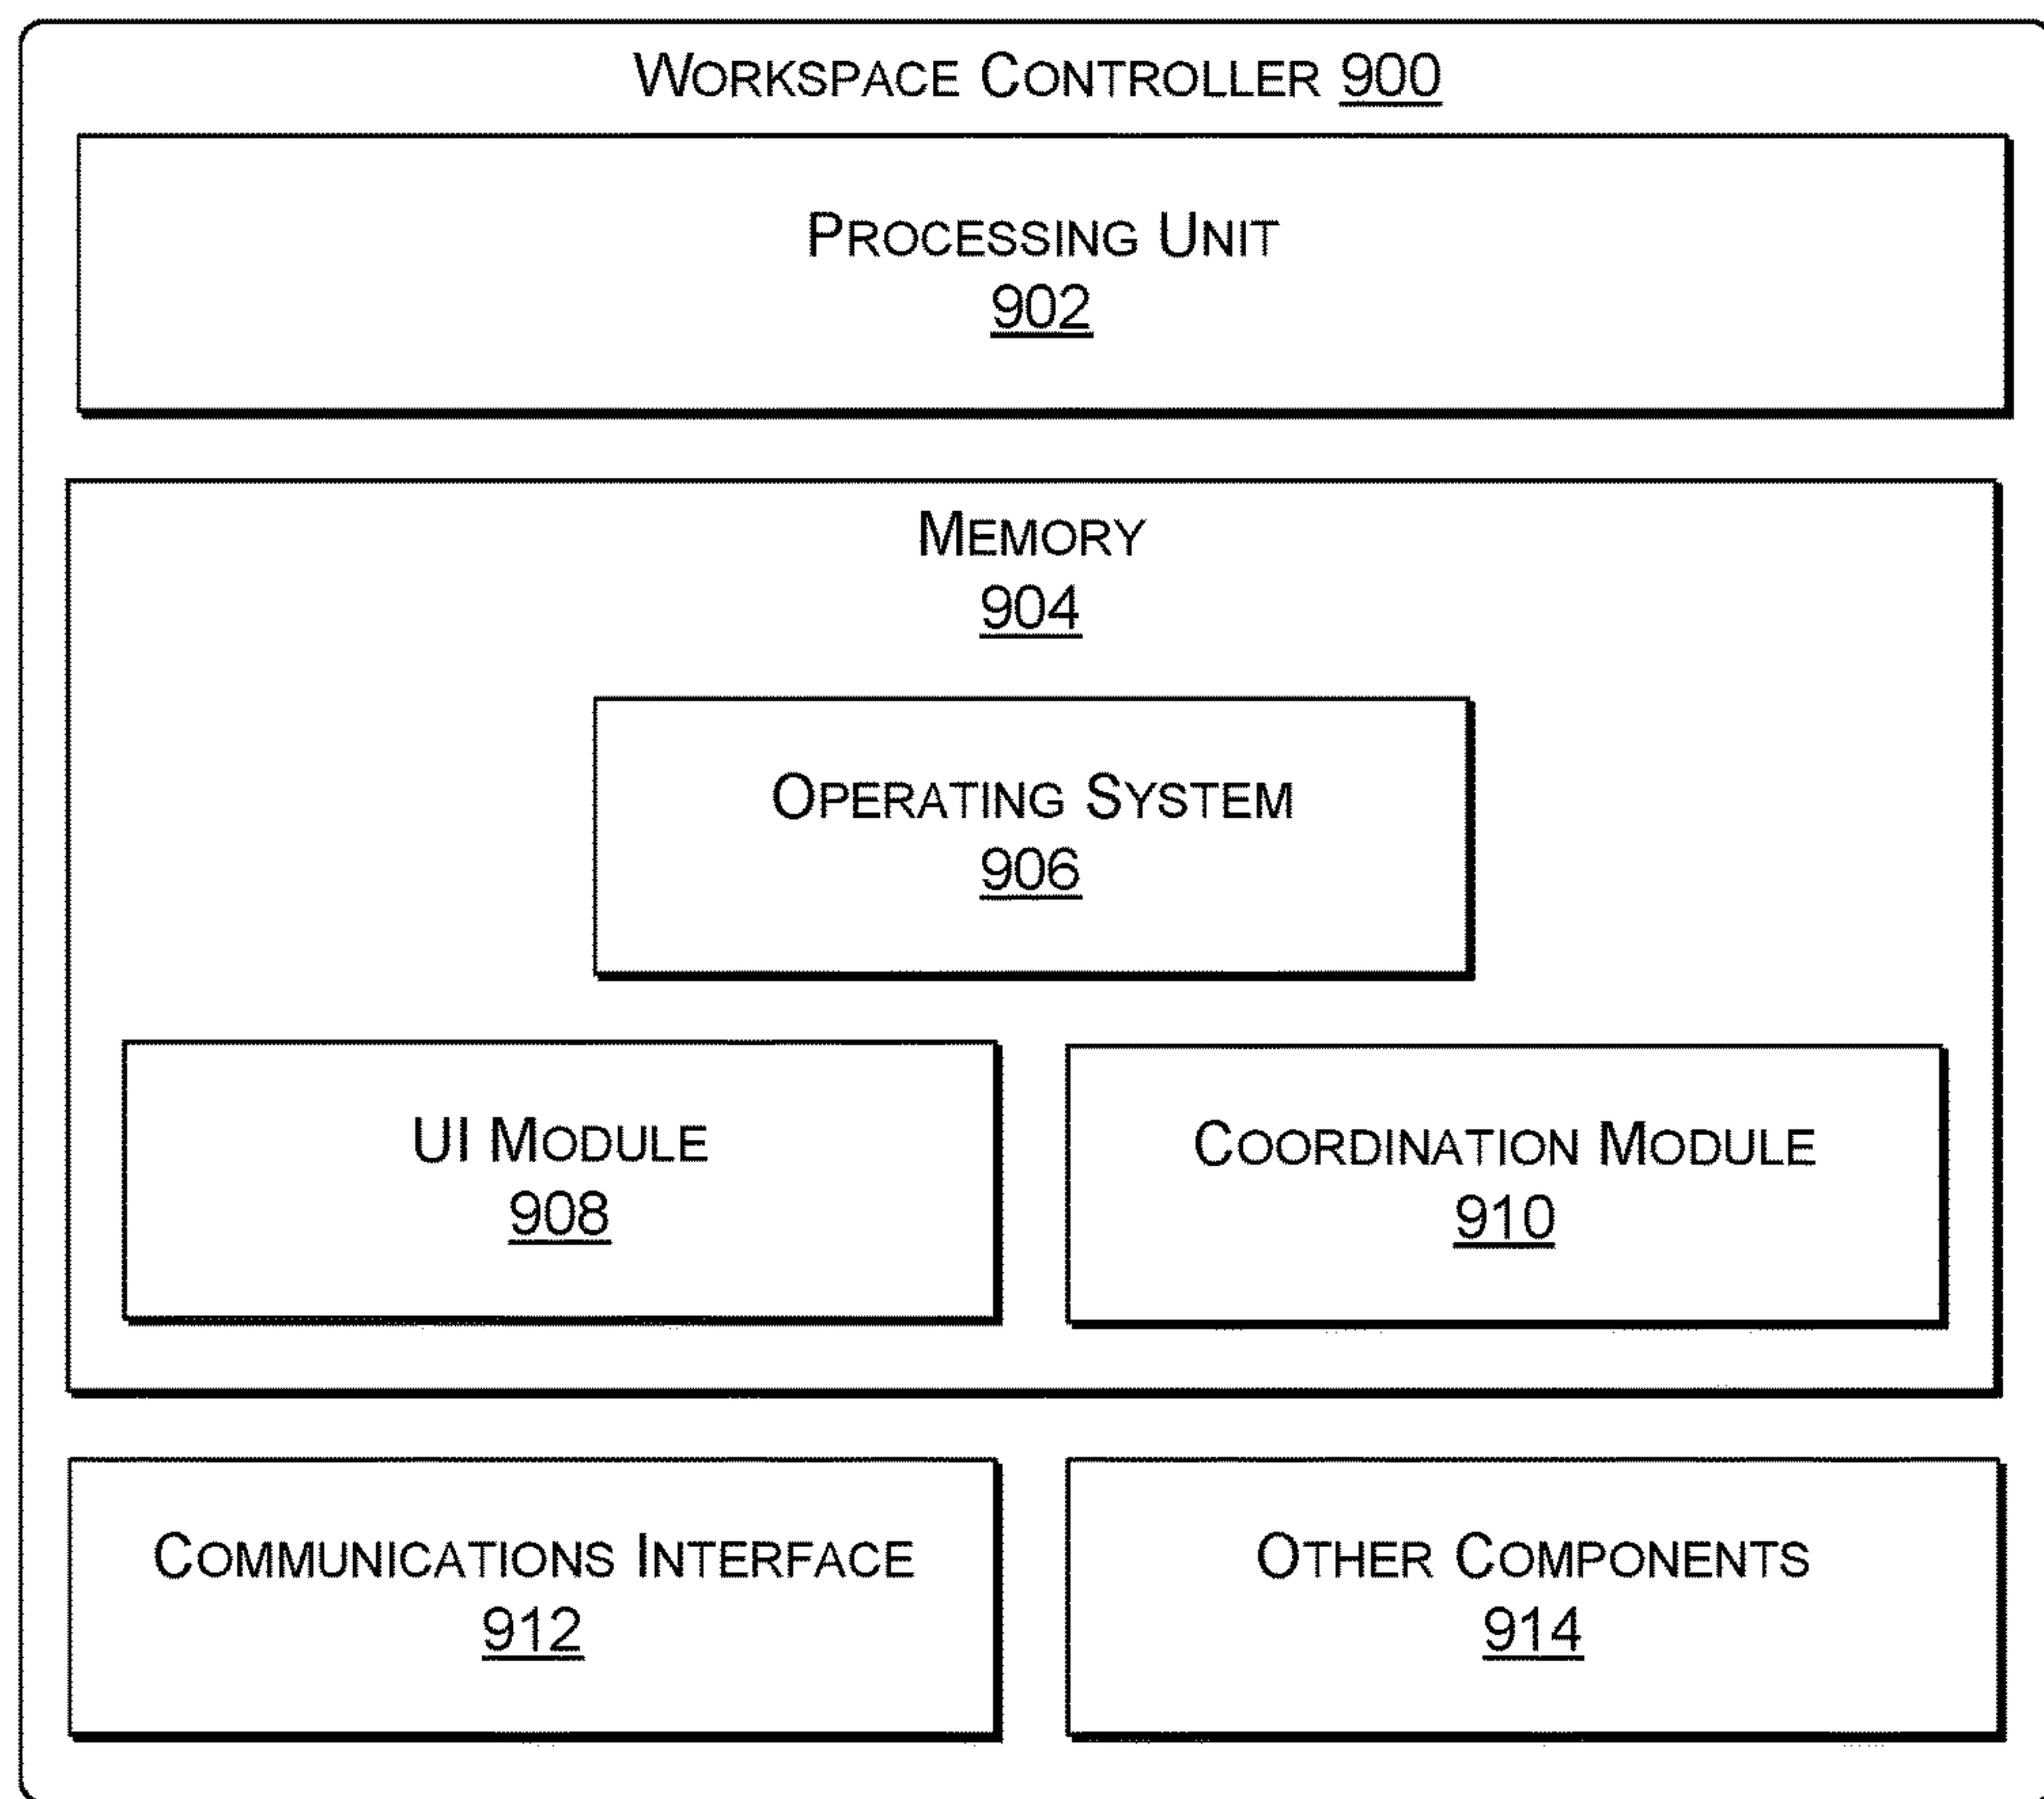 WORKSPACE CONTROLLER 900
PROCESSING UNIT
902
MEMORY
904
OPERATING SYSTEM
906
UI MODULE
908
COORDINATION MODULE
910
COMMUNICATIONS INTERFACE
912
OTHER COMPONENTS
914